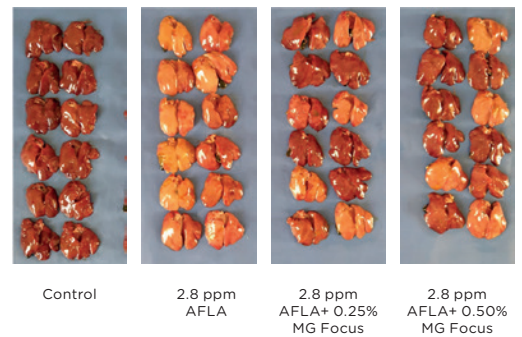 Control
2.8 ppm
AFLA
2.8 ppm
AFLA+ 0.25%
MG Focus
2.8 ppm
AFLA+ 0.50%
MG Focus